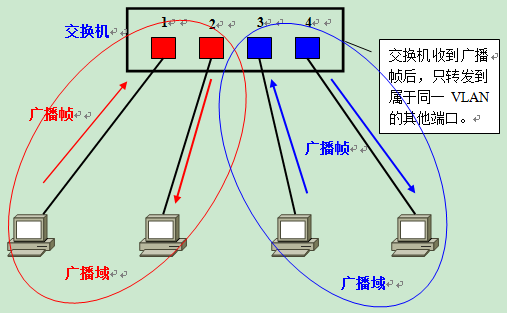 1 2 3 4
交换机
交换机收到广播
帧后，只转发到
属于同一 VLAN
的其他端口。
广播帧
广播帧
广播域
广播域